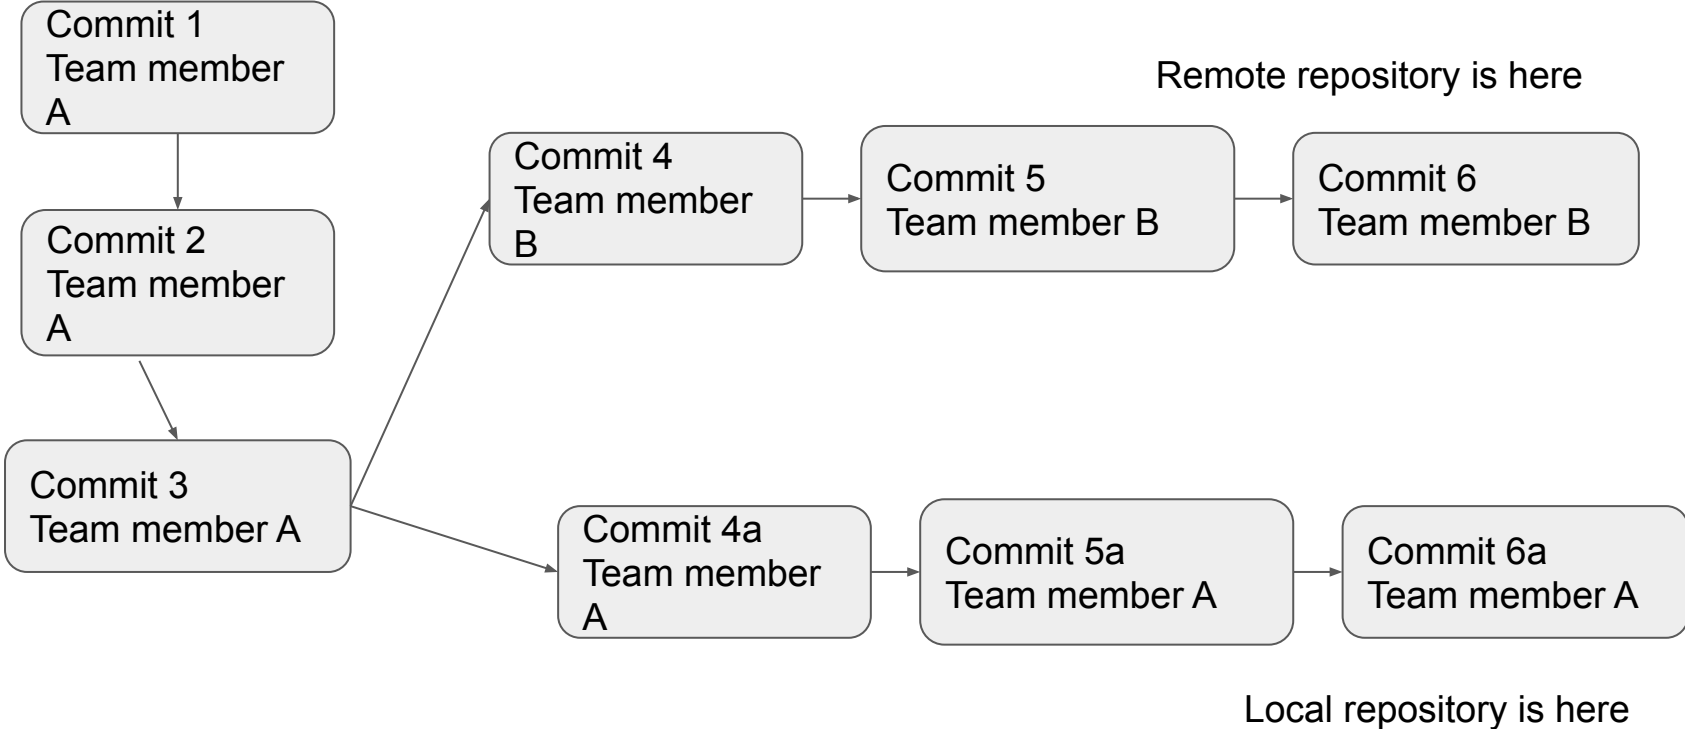 Commit 1
Team member
A
Remote repository is here
Commit 4
Team member
B
Commit 5
Team member B
Commit 6
Team member B
Commit 2
Team member
A
Commit 3
Team member A
Commit 4a
Team member
A
Commit 5a
Team member A
Commit 6a
Team member A
Local repository is here